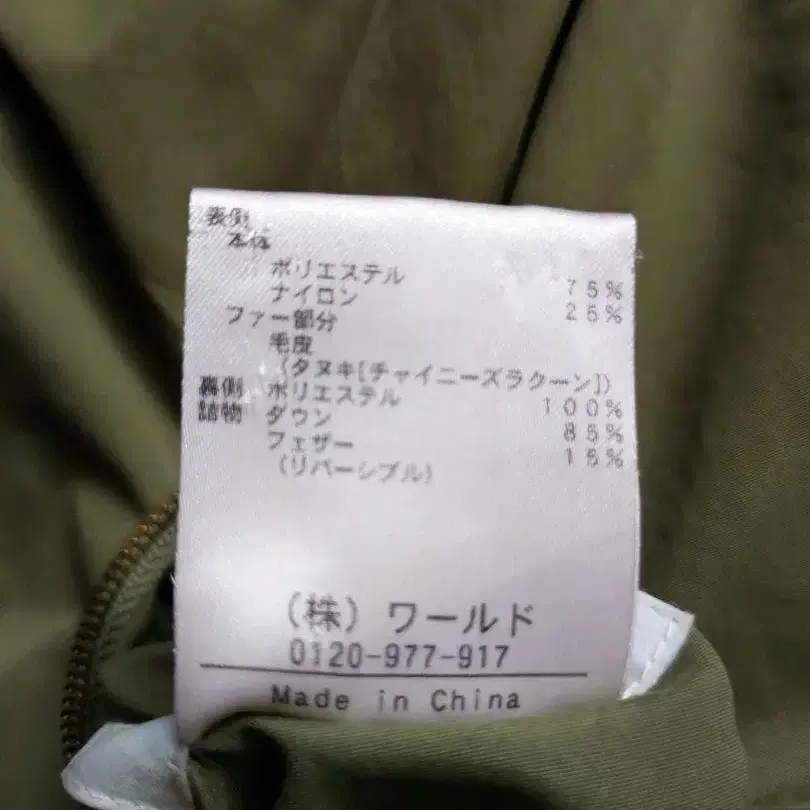 表側
本体
ポリエステル 75%
ナイロン 25%
ファー部分
毛皮
(タヌキ[チャイニーズラクーン])
裏側 ポリエステル 100%
詰物 ダウン 85%
フェザー 15%
(リバーシブル)
(株) ワールド
0120-977-917
Made in China